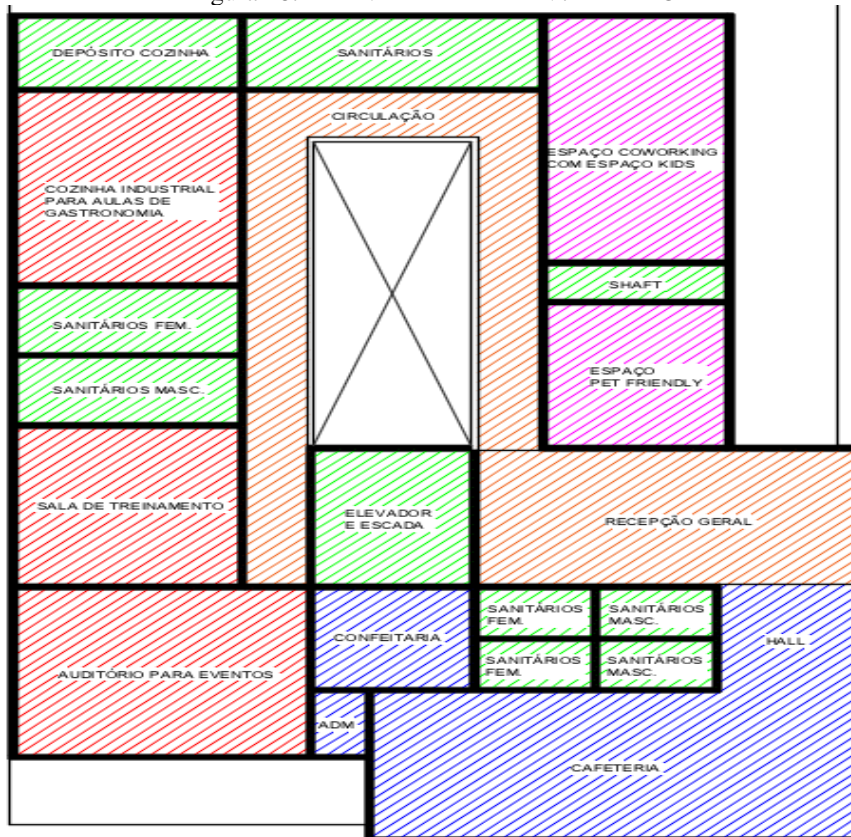 DEPÓSITO COZINHA
SANITÁRIOS
CIRCULAÇÃO
ESPAÇO COWORKING
COM ESPAÇO KIDS
COZINHA INDUSTRIAL
PARA AULAS DE
GASTRONOMIA
SHAFT
SANITÁRIOS FEM.
ESPAÇO
PET FRIENDLY
SANITÁRIOS MASC.
SALA DE TREINAMENTO
ELEVADOR
E ESCADA
RECEPÇÃO GERAL
SANITÁRIOS
FEM.
SANITÁRIOS
MASC.
CONFEITARIA
HALL
SANITÁRIOS
FEM.
SANITÁRIOS
MASC.
AUDITÓRIO PARA EVENTOS
ADM
CAFETERIA